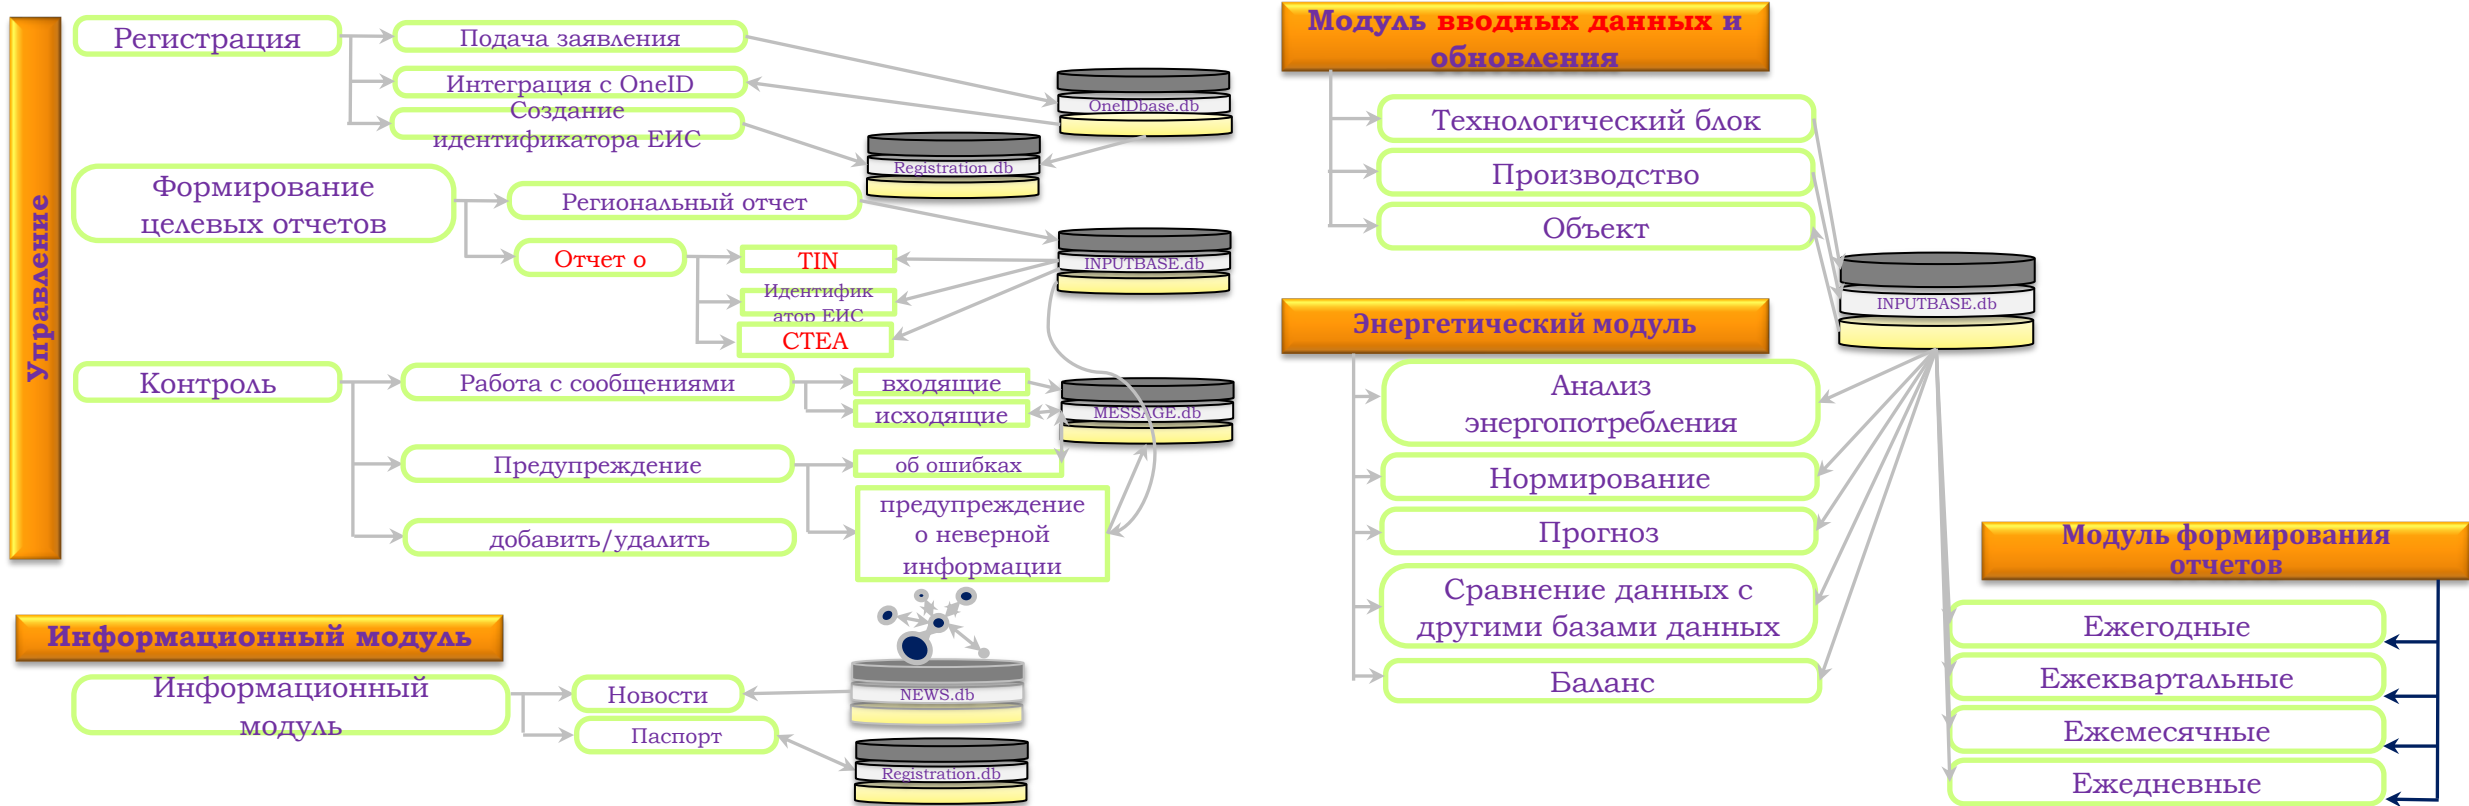 Управление
Регистрация
Подача заявления
Интеграция с OneID
Создание
идентификатора ЕИС
OneIDbase.db
Registration.db
Формирование
целевых отчетов
Региональный отчет
Отчет о
TIN
Идентифик
атор ЕИС
СТЕА
INPUTBASE.db
Контроль
Работа с сообщениями
входящие
исходящие
MESSAGE.db
Предупреждение
об ошибках
предупреждение
о неверной
информации
добавить/удалить
Информационный модуль
Информационный
модуль
Новости
Паспорт
NEWS.db
Registration.db
Модуль вводных данных и
обновления
Технологический блок
Производство
Объект
INPUTBASE.db
Энергетический модуль
Анализ
энергопотребления
Нормирование
Прогноз
Сравнение данных с
другими базами данных
Баланс
Модуль формирования
отчетов
Ежегодные
Ежеквартальные
Ежемесячные
Ежедневные